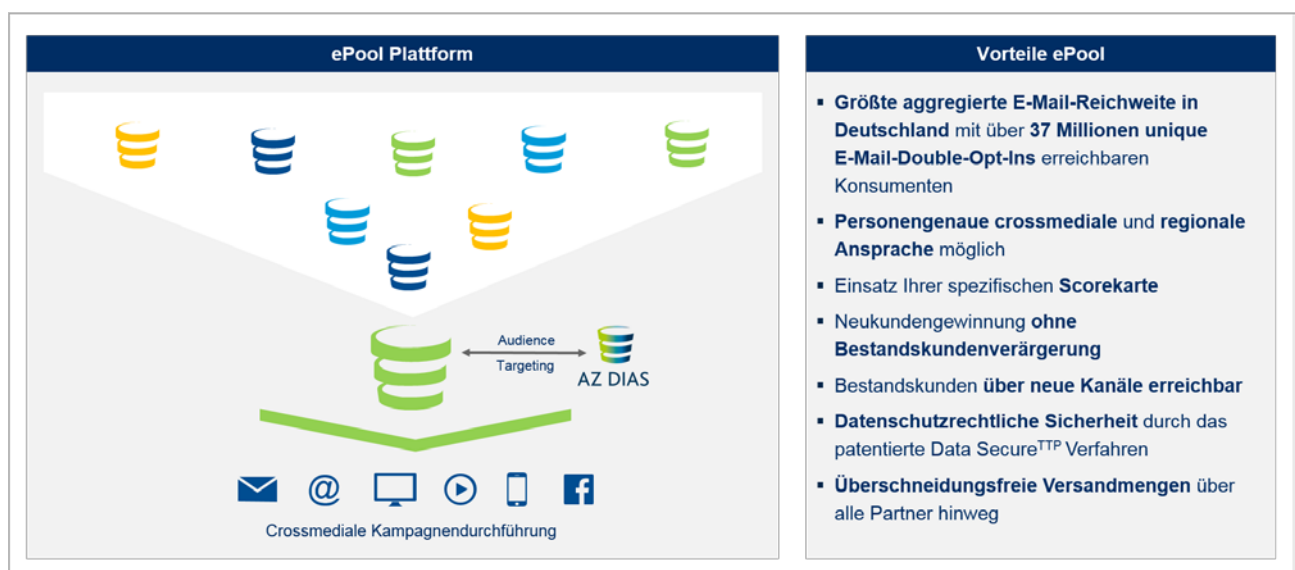 ePool Plattform
Audience
Targeting
AZ DIAS
@
Crossmediale Kampagnendurchführung
Vorteile ePool
▪ Größte aggregierte E-Mail-Reichweite in
Deutschland mit über 37 Millionen unique
E-Mail-Double-Opt-Ins erreichbaren
Konsumenten
▪ Personengenaue crossmediale und regionale
Ansprache möglich
▪ Einsatz Ihrer spezifischen Scorekarte
▪ Neukundengewinnung ohne
Bestandskundenverärgerung
▪ Bestandskunden über neue Kanäle erreichbar
▪ Datenschutzrechtliche Sicherheit durch das
patentierte Data Secure^TTP Verfahren
▪ Überschneidungsfreie Versandmengen über
alle Partner hinweg